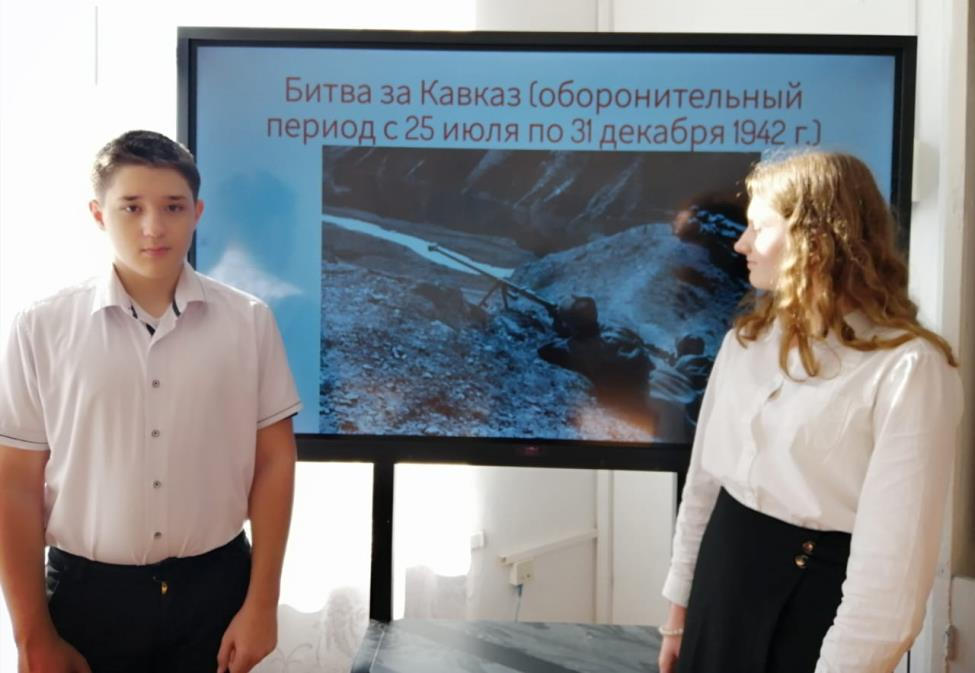 Битва за Кавказ (оборонительный
период с 25 июля по 31 декабря 1942 г.)